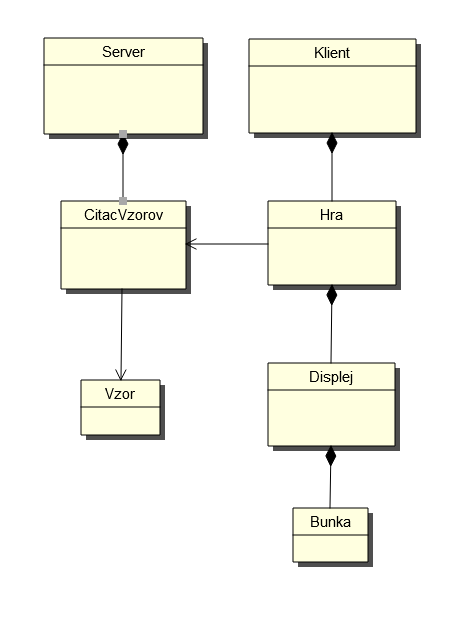 Server
Klient
CitacVzorov
Hra
Vzor
Displej
Bunka